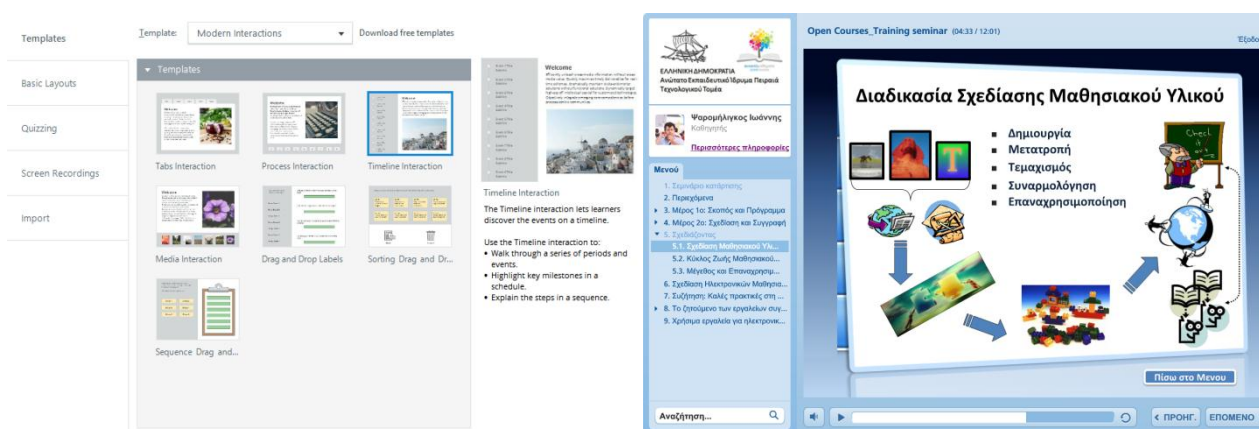 Templates
Basic Layouts
Quizzing
Screen Recordings
Import
Template: Modern Interactions Download free templates
Templates
Tabs Interaction
Process Interaction
Timeline Interaction
Media Interaction
Drag and Drop Labels
Sorting Drag and Dr...
Sequence Drag and...
Welcome
Timeline Interaction
The Timeline interaction lets learners
discover the events on a timeline.
Use the Timeline interaction to:
• Walk through a series of periods and
events.
• Highlight key milestones in a
schedule.
• Explain the steps in a sequence.
Open Courses_Training seminar (04:33 / 12:01)
Έξοδο
ΕΛΛΗΝΙΚΗ ΔΗΜΟΚΡΑΤΙΑ
Ανώτατο Εκπαιδευτικό Ίδρυμα Πειραιά
Τεχνολογικού Τομέα
Ψαρομήλιγκος Ιωάννης
Καθηγητής
Περισσότερες πληροφορίες
Μενού
1. Σεμινάριο κατάρτισης
2. Περιεχόμενα
3. Μέρος 1ο: Σκοπός και Πρόγραμμα
4. Μέρος 2ο: Σχεδίαση και Συγγραφή
5. Σχεδιάζοντας
5.1. Σχεδίαση Μαθησιακού Υλι...
5.2. Κύκλος Ζωής Μαθησιακού...
5.3. Μέγεθος και Επαναχρησιμ...
6. Σχεδίαση Ηλεκτρονικών Μαθησια...
7. Συζήτηση: Καλές πρακτικές στη ...
8. Το ζητούμενο των εργαλείων συγ...
9. Χρήσιμα εργαλεία για ηλεκτρονικ...
Αναζήτηση...
Διαδικασία Σχεδίασης Μαθησιακού Υλικού
Δημιουργία
Μετατροπή
Τεμαχισμός
Συναρμολόγηση
Επαναχρησιμοποίηση
Check
T
Πίσω στο Μενου
< ΠΡΟΗΓ.
ΕΠΟΜΕΝΟ